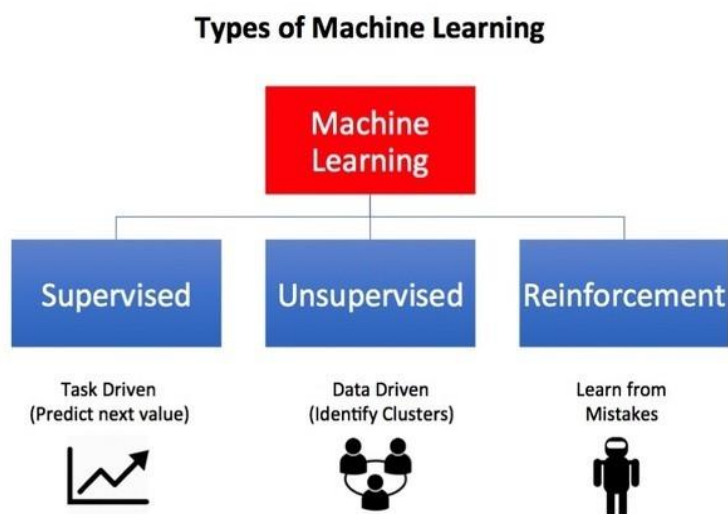 Types of Machine Learning
Machine
Learning
Supervised
Unsupervised
Reinforcement
Task Driven
(Predict next value)
Data Driven
(Identify Clusters)
Learn from
Mistakes